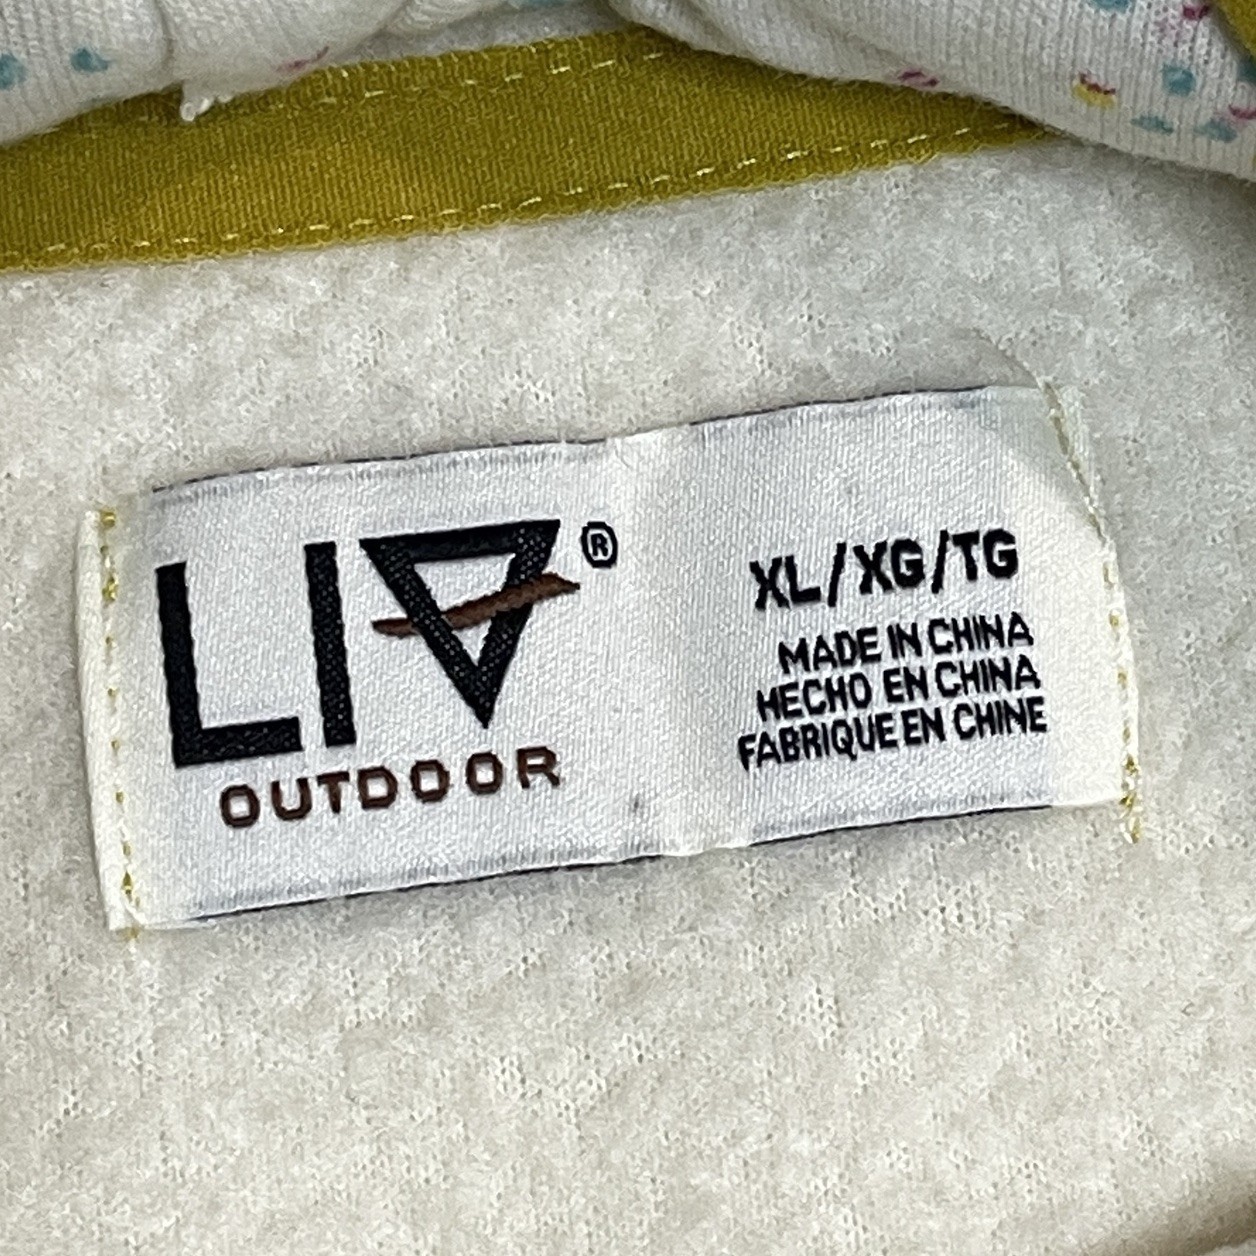 LIV®
OUTDOOR
XL/XG/TG
MADE IN CHINA
HECHO EN CHINA
FABRIQUE EN CHINE